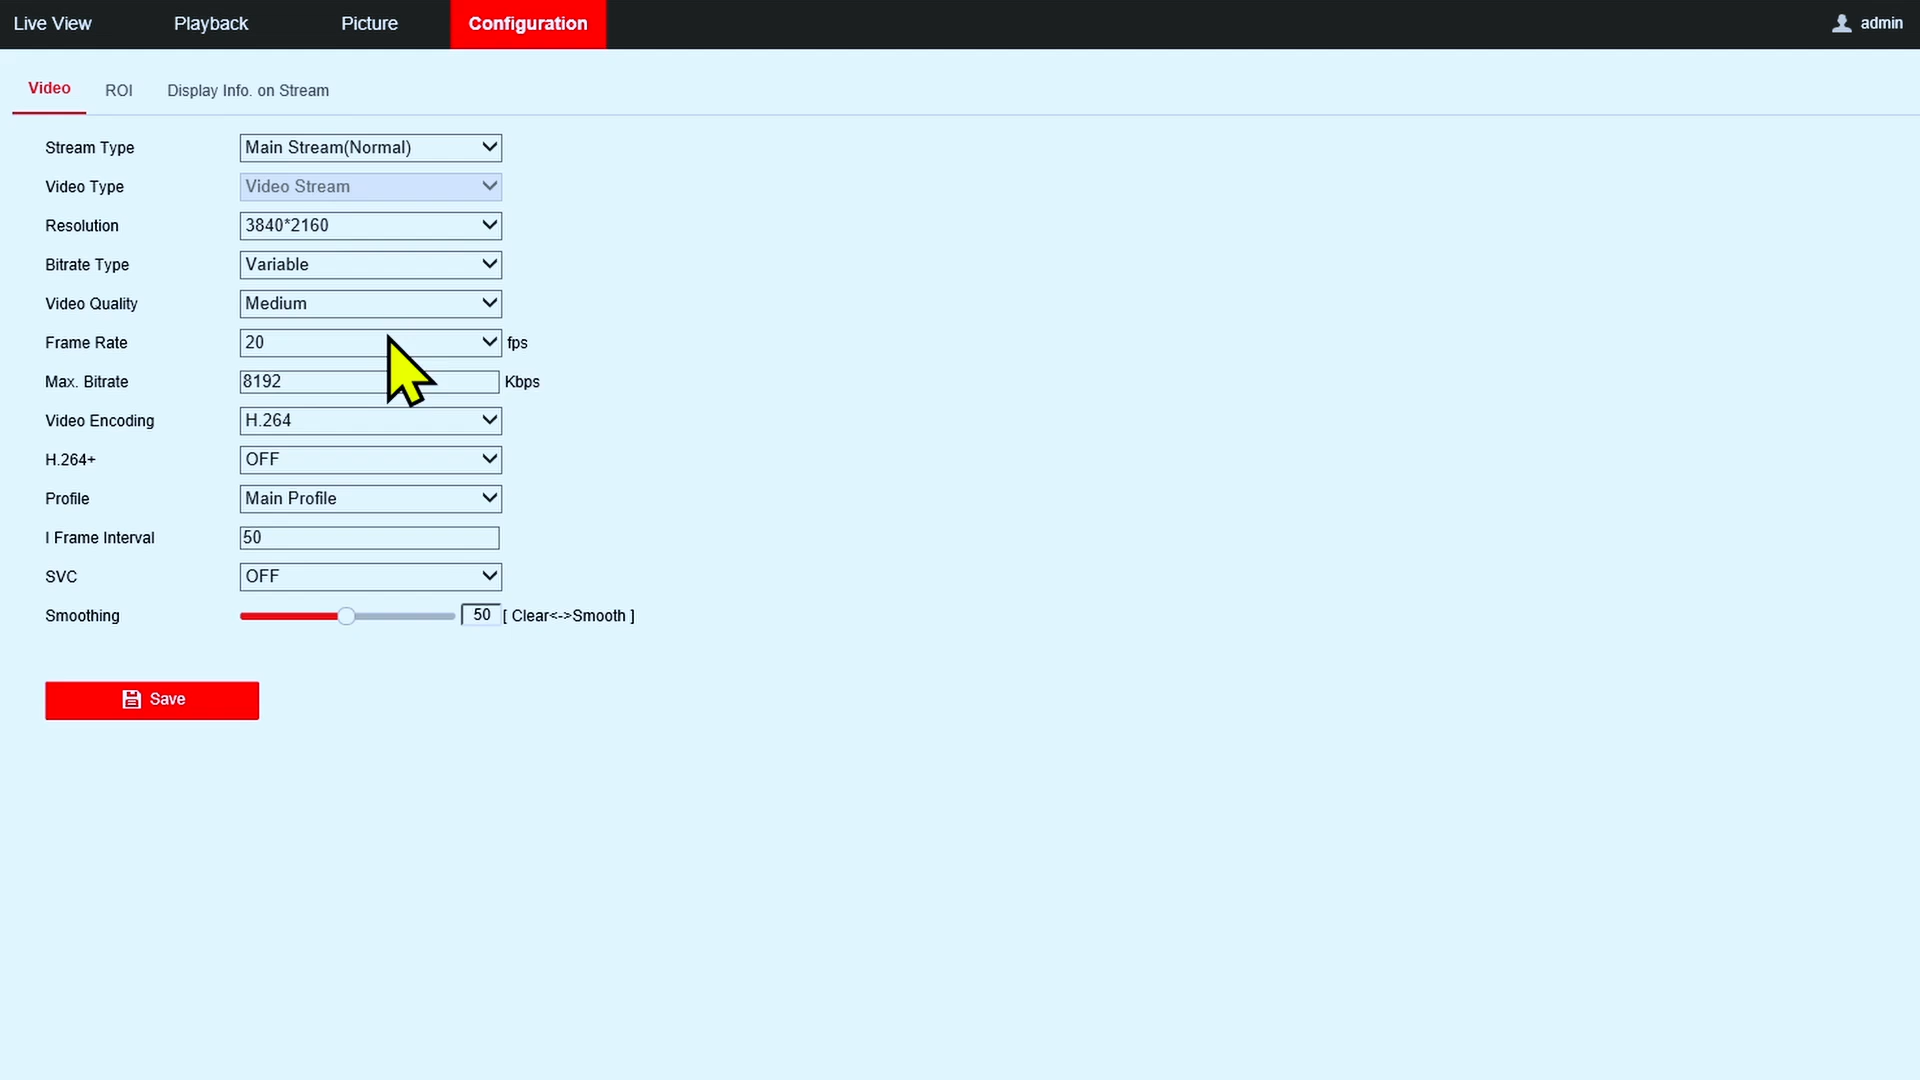 Live View Playback Picture Configuration admin
Video ROI Display Info. on Stream
Stream Type Main Stream(Normal)
Video Type Video Stream
Resolution 3840*2160
Bitrate Type Variable
Video Quality Medium
Frame Rate 20 fps
Max. Bitrate 8192 Kbps
Video Encoding H.264
H.264+ OFF
Profile Main Profile
I Frame Interval 50
SVC OFF
Smoothing 50 [ Clear<->Smooth ]
Save